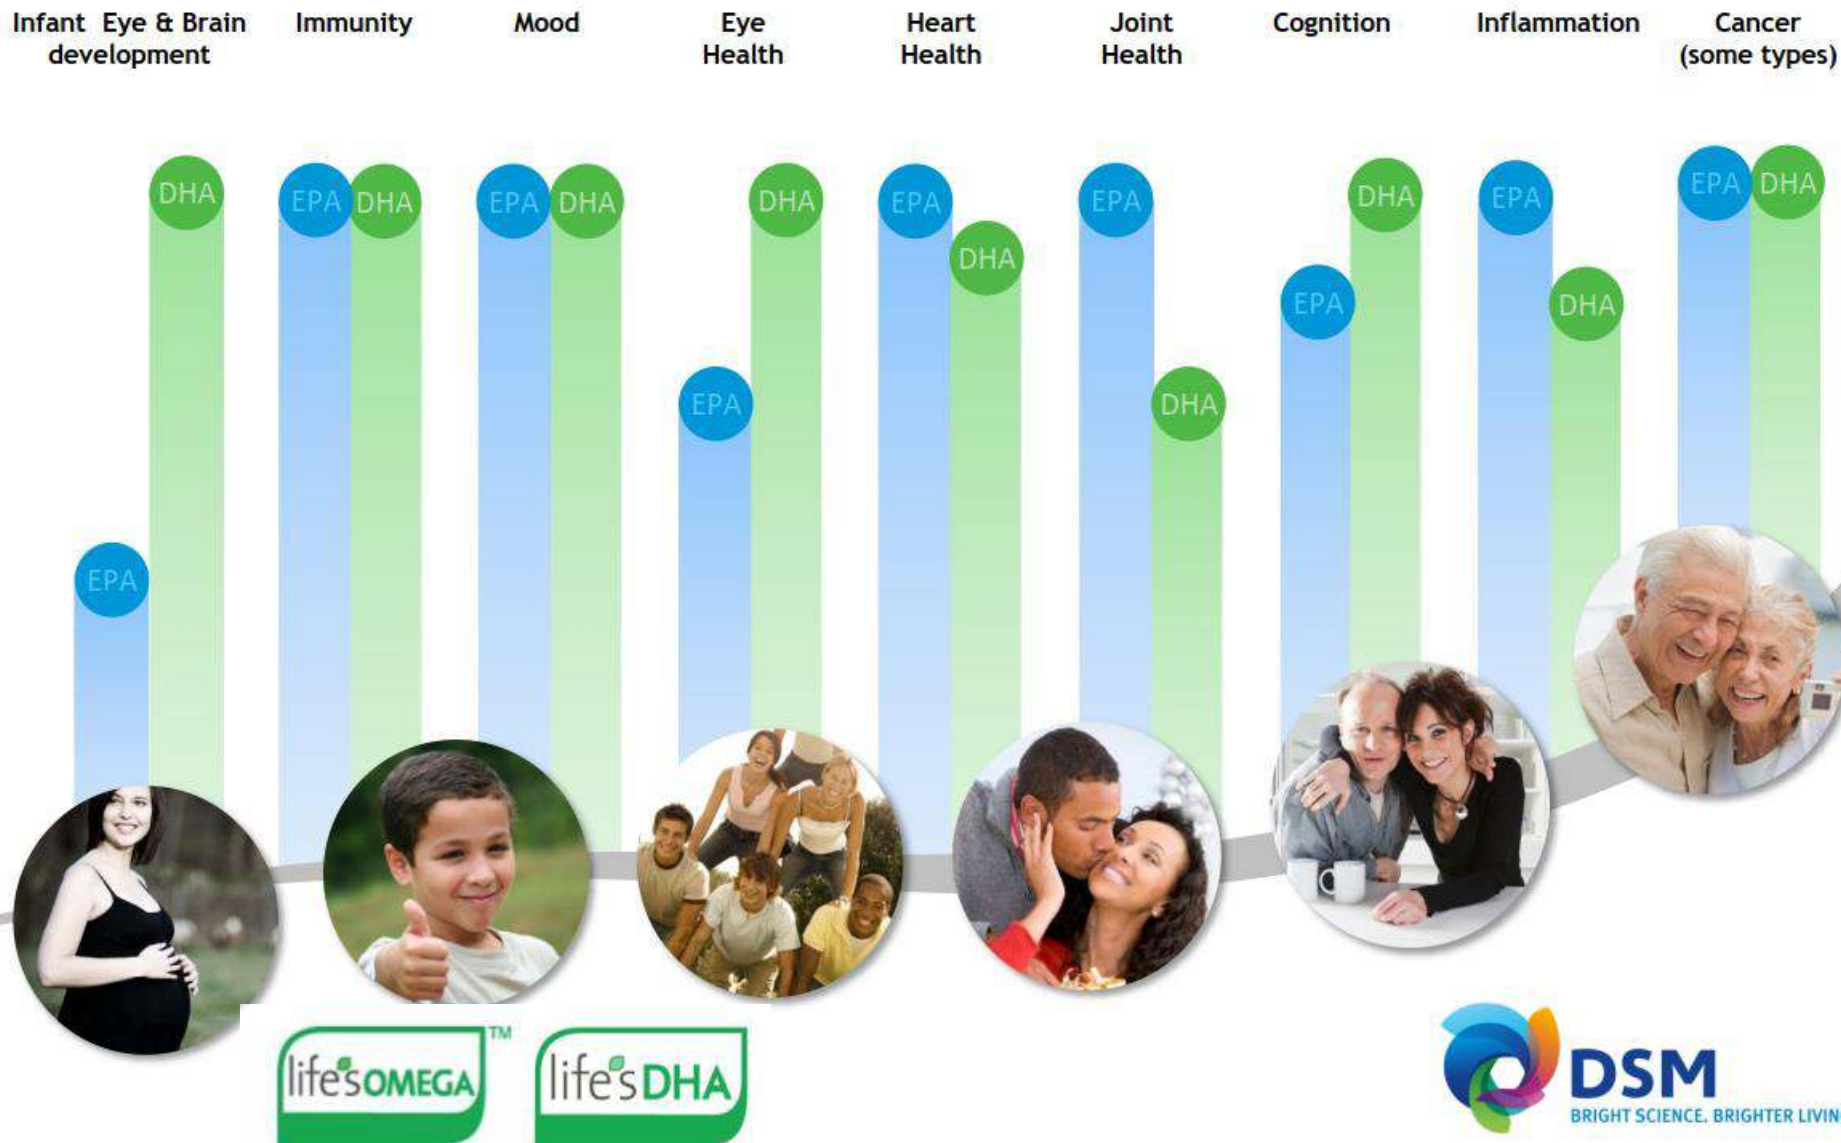 Infant Eye & Brain
development
Immunity
Mood
Eye
Health
Heart
Health
Joint
Health
Cognition
Inflammation
Cancer
(some types)
EPA
DHA
EPA
DHA
EPA
DHA
EPA
DHA
EPA
DHA
EPA
DHA
EPA
DHA
EPA
DHA
EPA
DHA
life'sOMEGA™
life'sDHA
DSM
BRIGHT SCIENCE. BRIGHTER LIVIN